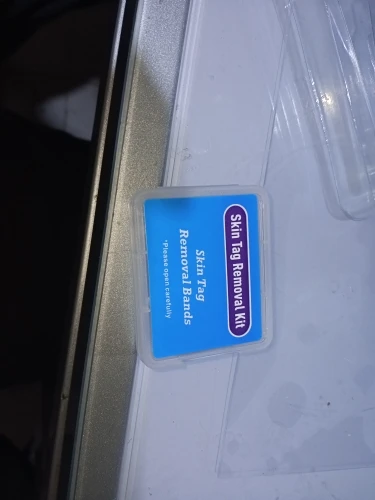 Skin Tag Removal Kit
Skin Tag
Removal Bands
*Please open carefully